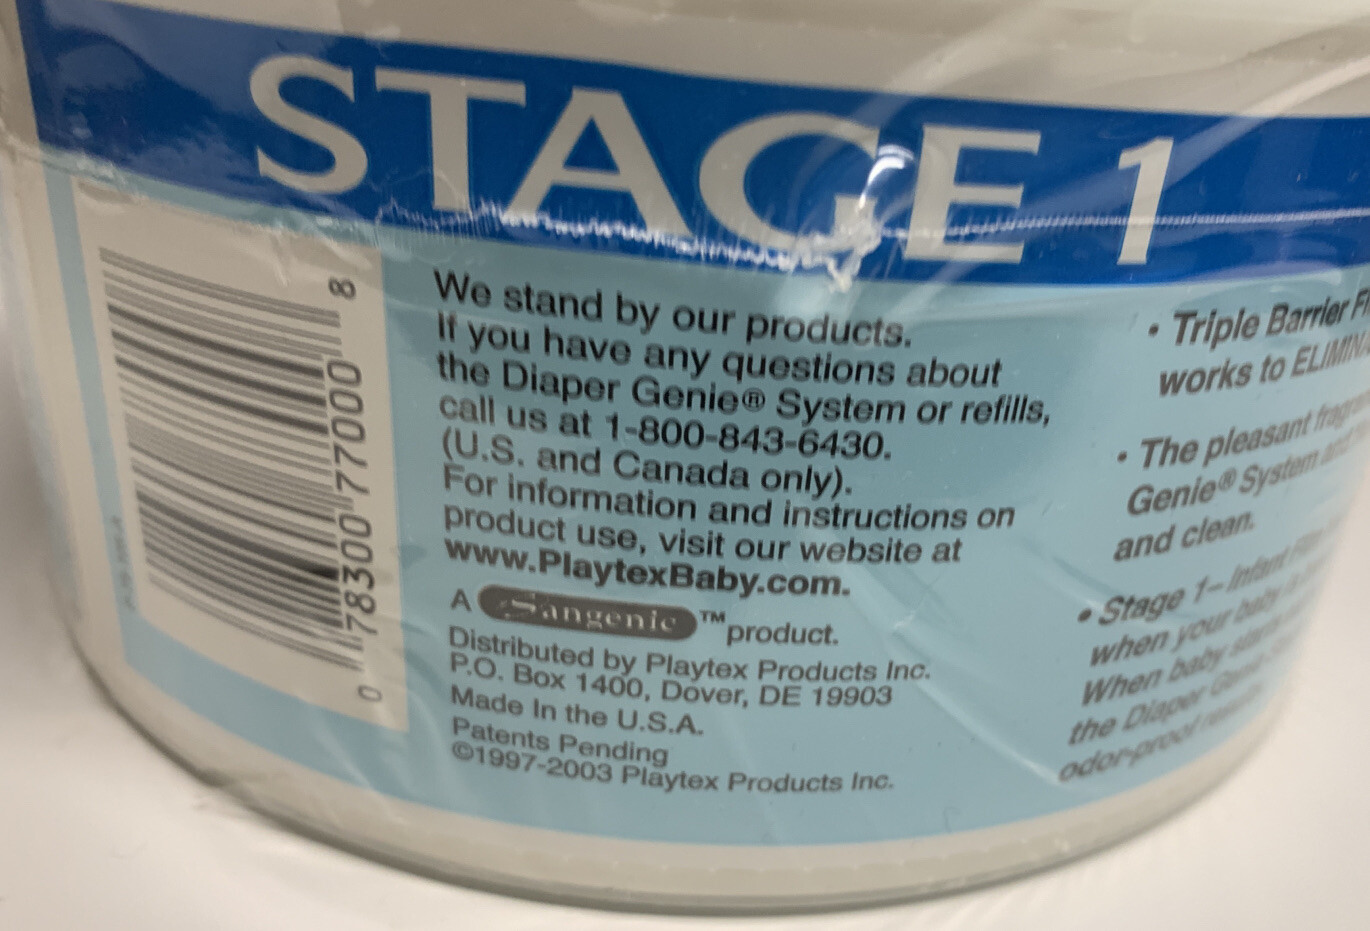 STAGE 1
0 78300 77000 8
We stand by our products.
If you have any questions about
the Diaper Genie® System or refills,
call us at 1-800-843-6430.
(U.S. and Canada only).
For information and instructions on
product use, visit our website at
www.PlaytexBaby.com.
A Sangenic™ product.
Distributed by Playtex Products Inc.
P.O. Box 1400, Dover, DE 19903
Made In the U.S.A.
Patents Pending
©1997-2003 Playtex Products Inc.
• Triple Barrier
works to
• The pleasant
Genie® System
and clean.
• Stage 1– Infant
when your baby
When baby
the Diaper
odor-proof